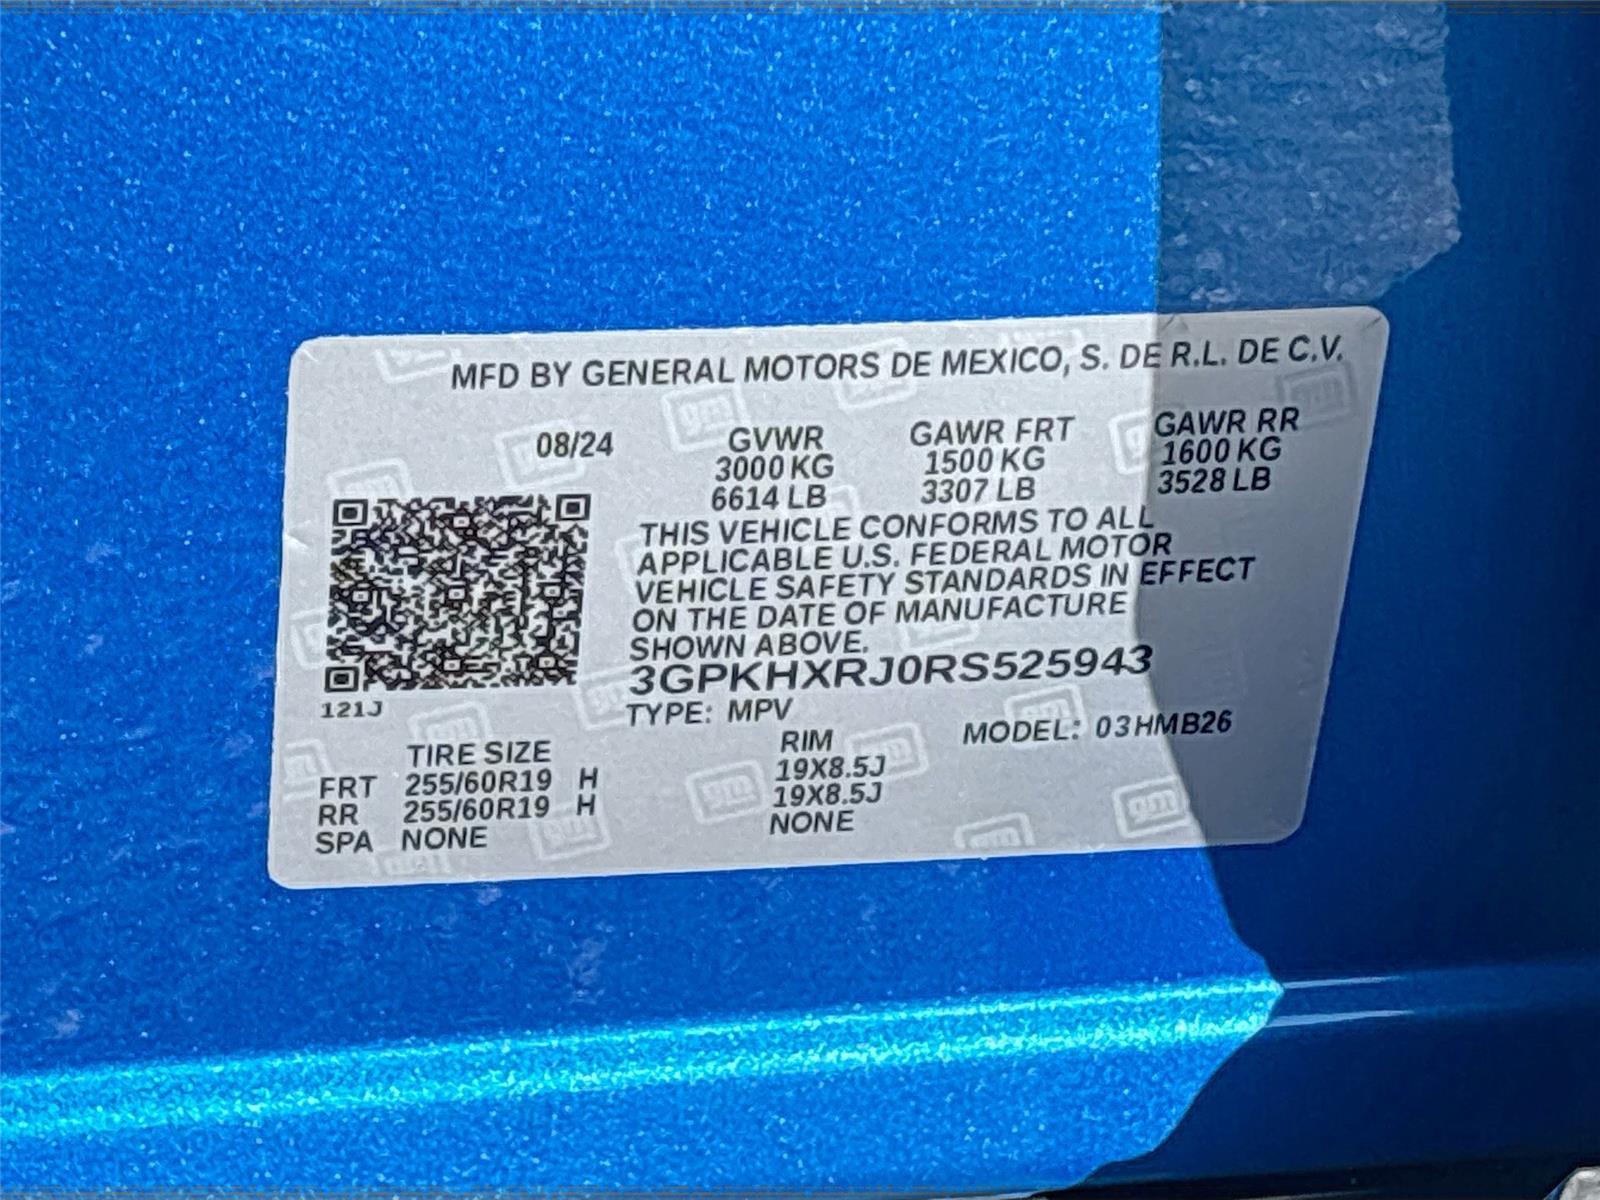 MFD BY GENERAL MOTORS DE MEXICO, S. DE R.L. DE C.V.
08/24 GVWR GAWR FRT GAWR RR
3000 KG 1500 KG 1600 KG
6614 LB 3307 LB 3528 LB
THIS VEHICLE CONFORMS TO ALL
APPLICABLE U.S. FEDERAL MOTOR
VEHICLE SAFETY STANDARDS IN EFFECT
ON THE DATE OF MANUFACTURE
SHOWN ABOVE.
3GPKHXRJ0RS525943
121J
TYPE: MPV MODEL: 03HMB26
TIRE SIZE RIM
FRT 255/60R19 H 19X8.5J
RR 255/60R19 H 19X8.5J
SPA NONE NONE